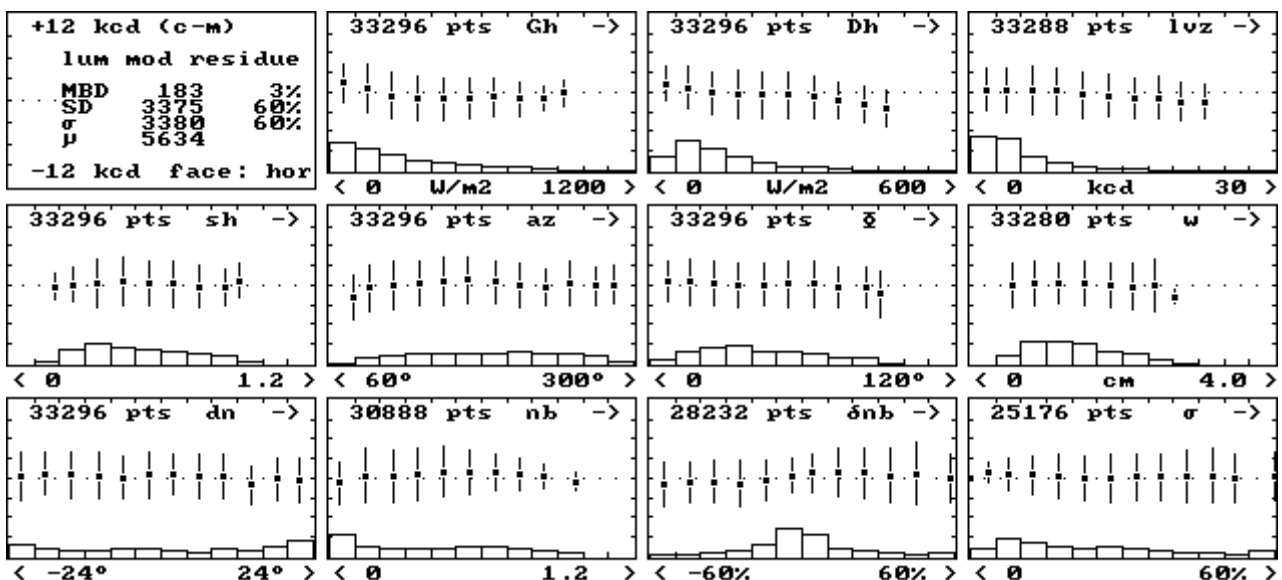 +12 kcd (c-m)
lum mod residue
MBD 183 3%
SD 3375 60%
σ 3380 60%
μ 5634
-12 kcd face: hor
33296 pts Gh ->
< 0 W/m2 1200 >
33296 pts Dh ->
< 0 W/m2 600 >
33288 pts lvz ->
< 0 kcd 30 >
33296 pts sh ->
< 0 1.2 >
33296 pts az ->
< 60° 300° >
33296 pts Φ ->
< 0 120° >
33280 pts w ->
< 0 cm 4.0 >
33296 pts dn ->
< -24° 24° >
30888 pts nb ->
< 0 1.2 >
28232 pts δnb ->
< -60% 60% >
25176 pts σ ->
< 0 60% >